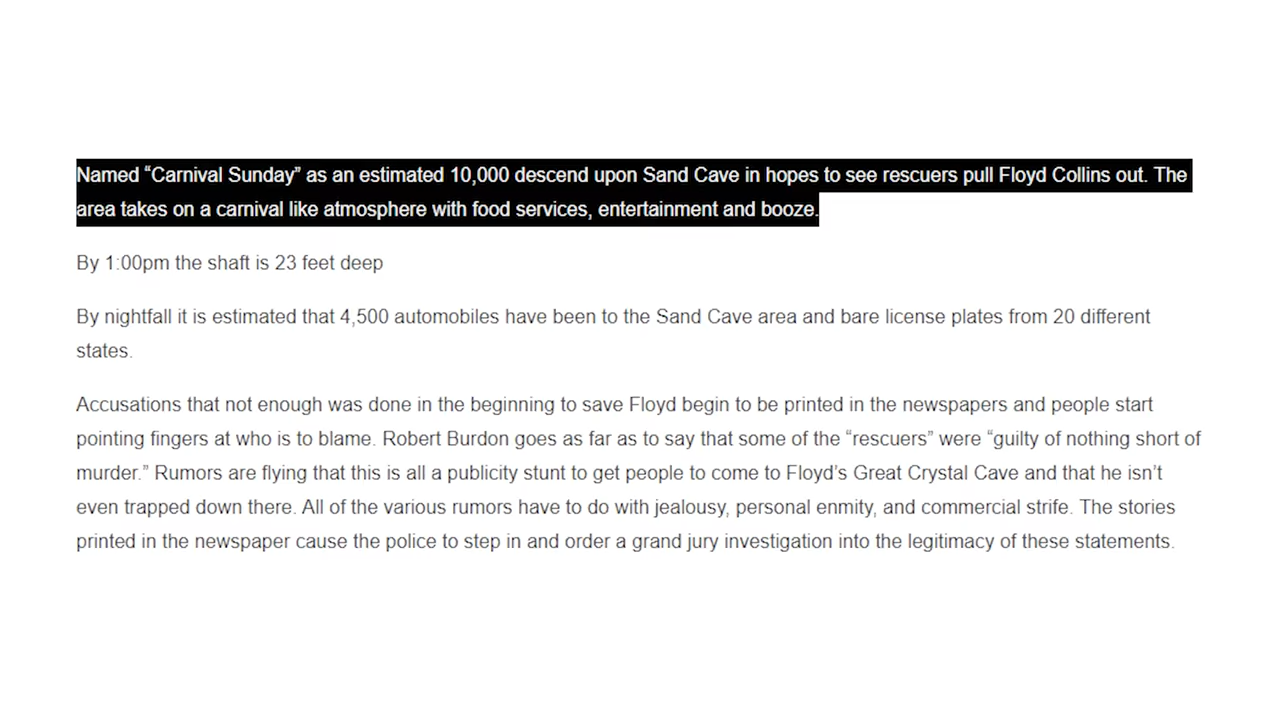 Named “Carnival Sunday” as an estimated 10,000 descend upon Sand Cave in hopes to see rescuers pull Floyd Collins out. The
area takes on a carnival like atmosphere with food services, entertainment and booze.
By 1:00pm the shaft is 23 feet deep
By nightfall it is estimated that 4,500 automobiles have been to the Sand Cave area and bare license plates from 20 different
states.
Accusations that not enough was done in the beginning to save Floyd begin to be printed in the newspapers and people start
pointing fingers at who is to blame. Robert Burdon goes as far as to say that some of the “rescuers” were “guilty of nothing short of
murder.” Rumors are flying that this is all a publicity stunt to get people to come to Floyd’s Great Crystal Cave and that he isn’t
even trapped down there. All of the various rumors have to do with jealousy, personal enmity, and commercial strife. The stories
printed in the newspaper cause the police to step in and order a grand jury investigation into the legitimacy of these statements.